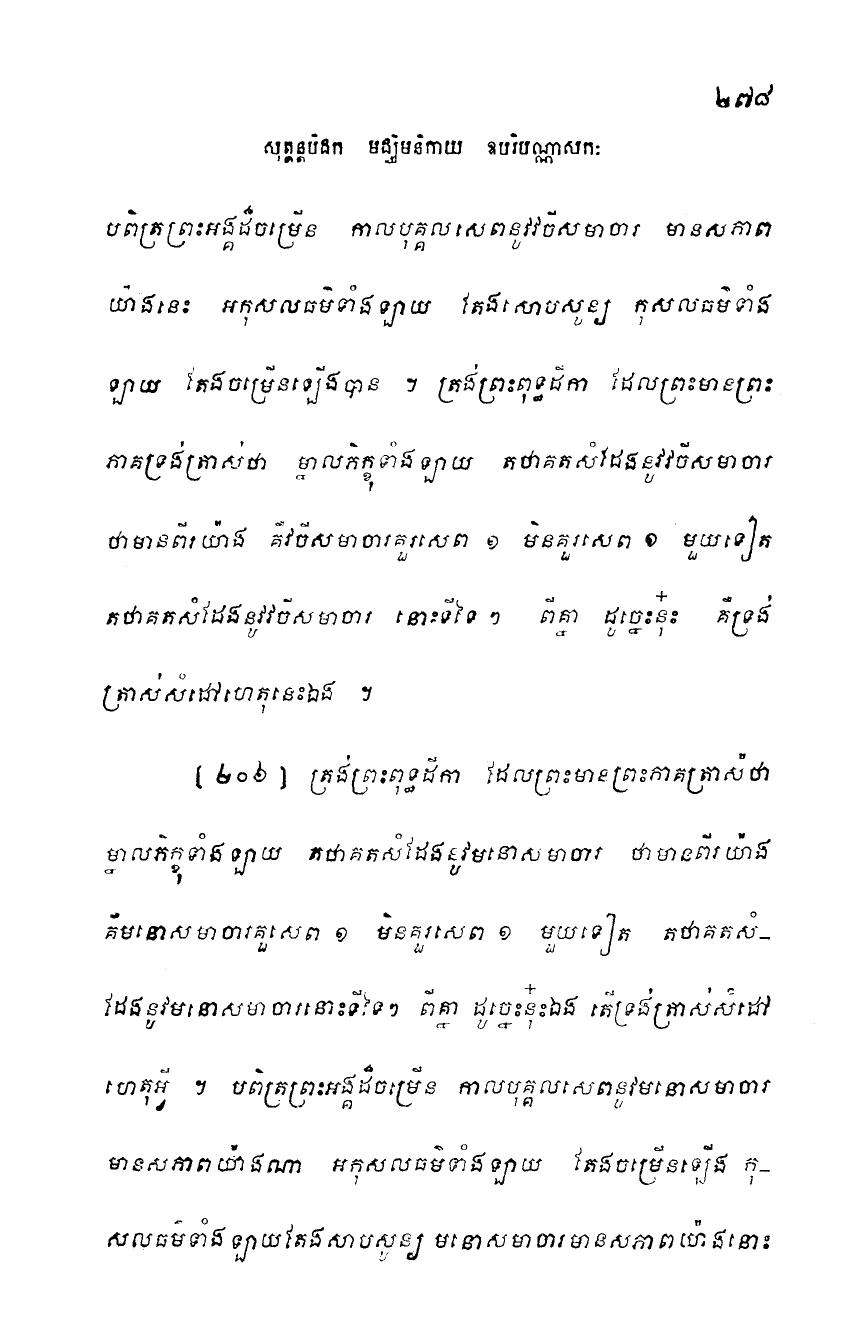 ២៧៨
សុត្តន្តបិដក មជ្ឈិមនិកាយ ឧបរិបណ្ណាសកៈ
បពិត្រព្រះអង្គដ៏ចម្រើន កាលបុគ្គលសេពនូវវចីសមាចារ មានសភាព
យ៉ាងនេះ អកុសលធម៌ទាំងឡាយ តែងសាបសូន្យ កុសលធម៌ទាំង
ឡាយ តែងចម្រើនឡើងបាន ។ ត្រង់ព្រះពុទ្ធដីកា ដែលព្រះមានព្រះ
ភាគទ្រង់ត្រាស់ថា ម្នាលភិក្ខុទាំងឡាយ តថាគតសំដែងនូវវចីសមាចារ
ថាមានពីរយ៉ាង គឺវចីសមាចារគួរសេព ១ មិនគួរសេព ១ មួយទៀត
តថាគតសំដែងនូវវចីសមាចារ នោះទីទៃ ៗ ពីគ្នា ដូច្នេះនុ៎ះ គឺទ្រង់
ត្រាស់សំដៅហេតុនេះឯង ។
[ ២០៦ ] ត្រង់ព្រះពុទ្ធដីកា ដែលព្រះមានព្រះភាគត្រាស់ថា
ម្នាលភិក្ខុទាំងឡាយ តថាគតសំដែងនូវមនោសមាចារ ថាមានពីរយ៉ាង
គឺមនោសមាចារគួរសេព ១ មិនគួរសេព ១ មួយទៀត តថាគតសំ-
ដែងនូវមនោសមាចារនោះទីទៃៗ ពីគ្នា ដូច្នេះនុ៎ះឯង តើទ្រង់ត្រាស់សំដៅ
ហេតុអ្វី ។ បពិត្រព្រះអង្គដ៏ចម្រើន កាលបុគ្គលសេពនូវមនោសមាចារ
មានសភាពយ៉ាងណា អកុសលធម៌ទាំងឡាយ តែងចម្រើនឡើង កុ-
សលធម៌ទាំងឡាយតែងសាបសូន្យ មនោសមាចារមានសភាពយ៉ាងនោះ